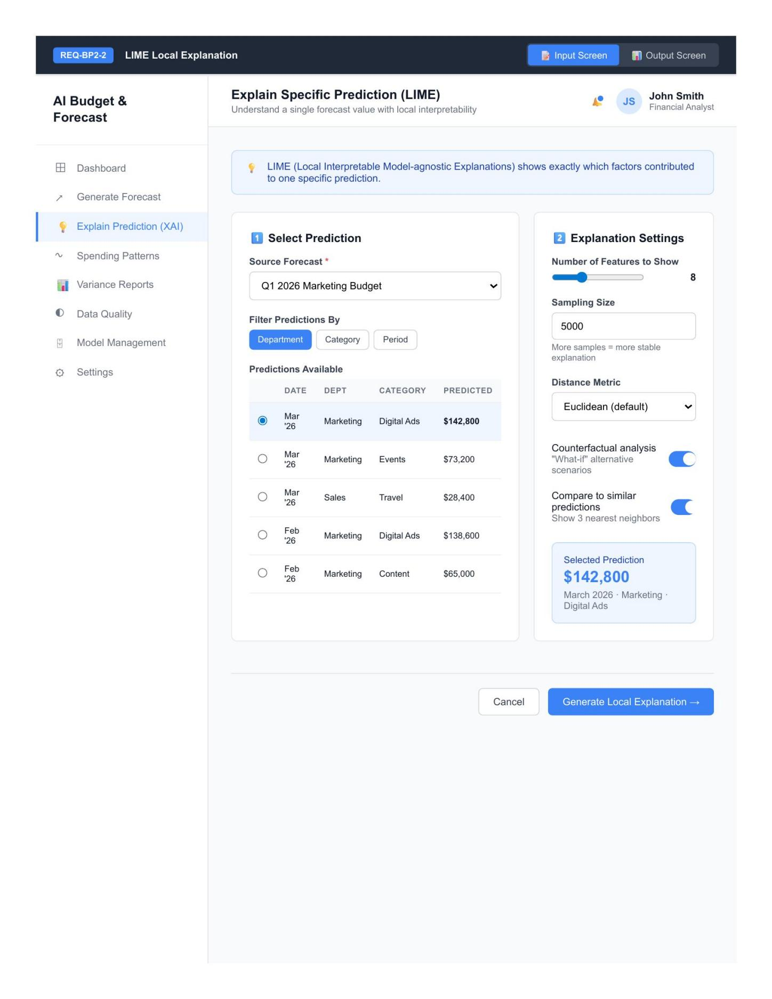 REQ-BP2-2 LIME Local Explanation Input Screen Output Screen
AI Budget &
Forecast
Dashboard
Generate Forecast
Explain Prediction (XAI)
Spending Patterns
Variance Reports
Data Quality
Model Management
Settings
Explain Specific Prediction (LIME)
Understand a single forecast value with local interpretability
JS
John Smith
Financial Analyst
LIME (Local Interpretable Model-agnostic Explanations) shows exactly which factors contributed
to one specific prediction.
1 Select Prediction
Source Forecast *
Q1 2026 Marketing Budget
Filter Predictions By
Department Category Period
Predictions Available
DATE DEPT CATEGORY PREDICTED
Mar
'26 Marketing Digital Ads $142,800
Mar
'26 Marketing Events $73,200
Mar
'26 Sales Travel $28,400
Feb
'26 Marketing Digital Ads $138,600
Feb
'26 Marketing Content $65,000
2 Explanation Settings
Number of Features to Show
8
Sampling Size
5000
More samples = more stable
explanation
Distance Metric
Euclidean (default)
Counterfactual analysis
"What-if" alternative
scenarios
Compare to similar
predictions
Show 3 nearest neighbors
Selected Prediction
$142,800
March 2026 · Marketing ·
Digital Ads
Cancel Generate Local Explanation →